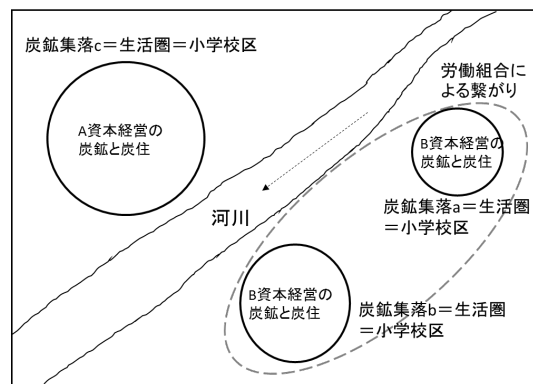 炭鉱集落c＝生活圏＝小学校区
A資本経営の
炭鉱と炭住
労働組合に
よる繋がり
B資本経営の
炭鉱と炭住
炭鉱集落a＝生活圏
＝小学校区
河川
B資本経営の
炭鉱と炭住
炭鉱集落b＝生活圏
＝小学校区